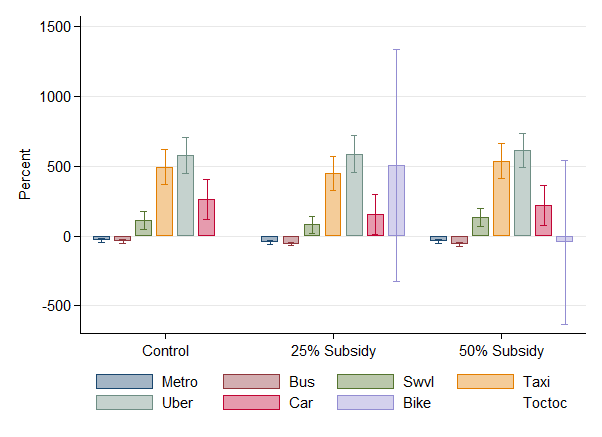 1500
1000
500
0
-500
Percent
Control 25% Subsidy 50% Subsidy
Metro Bus Swvl Taxi
Uber Car Bike Toctoc